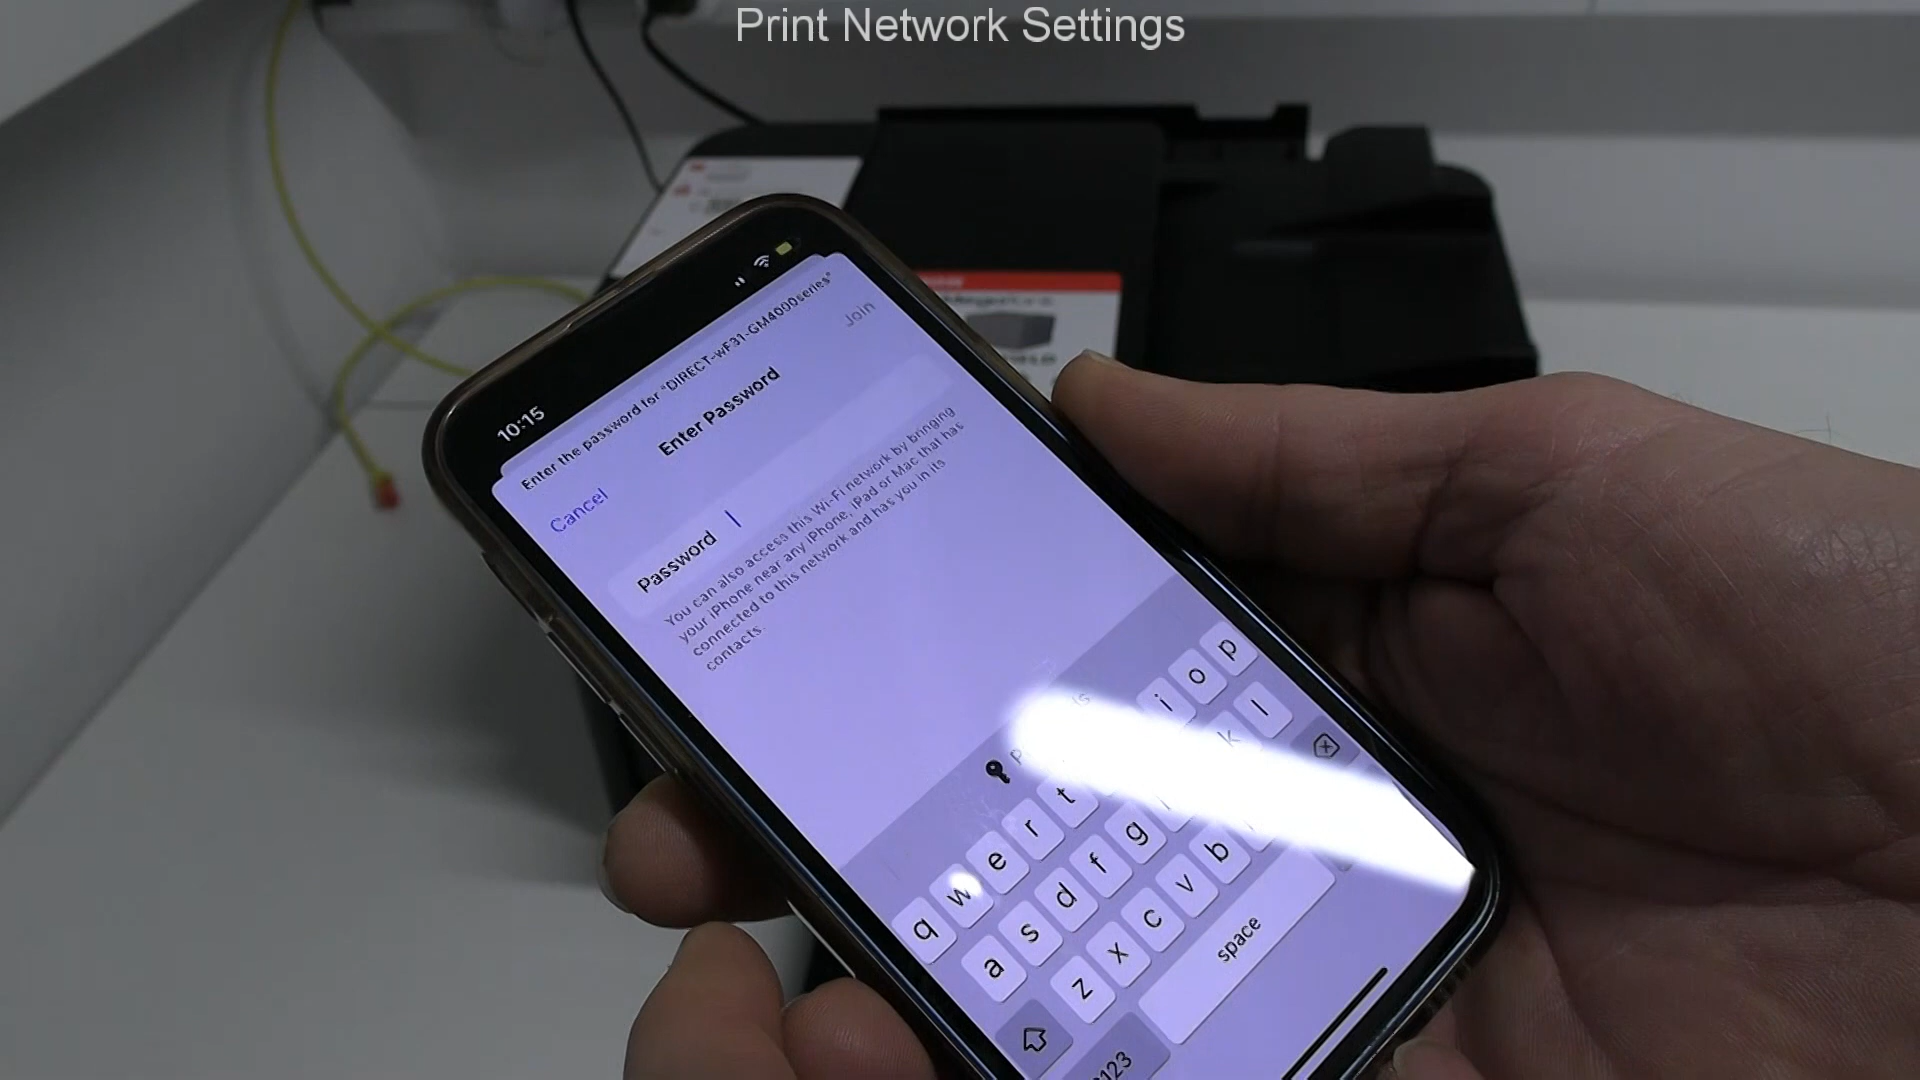 Print Network Settings
10:15
Enter the password for "DIRECT-wF31-GM4000series"
Cancel
Enter Password
Join
Password
You can also access this Wi-Fi network by bringing
your iPhone near any iPhone, iPad or Mac that has
connected to this network and has you in its
contacts.
q w e r t i o p
a s d f g k l
z x c v b
123
space